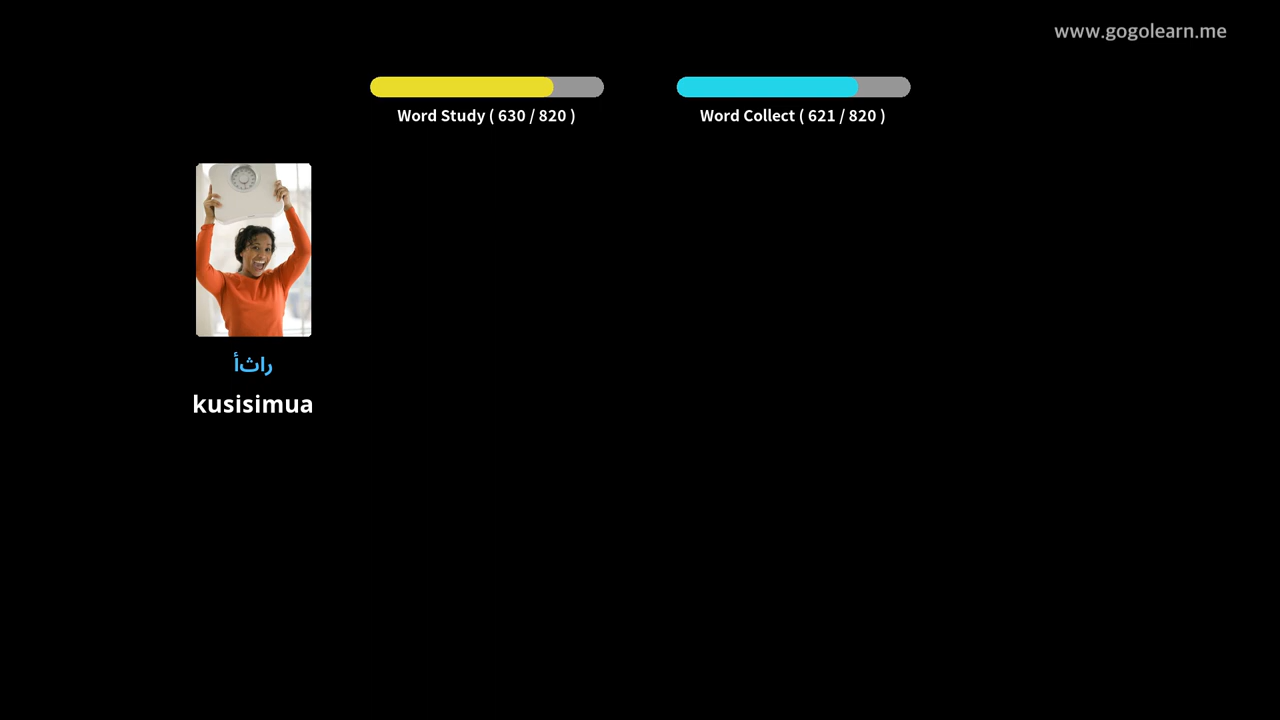 www.gogolearn.me
Word Study ( 630 / 820 )
Word Collect ( 621 / 820 )
راثأ
kusisimua